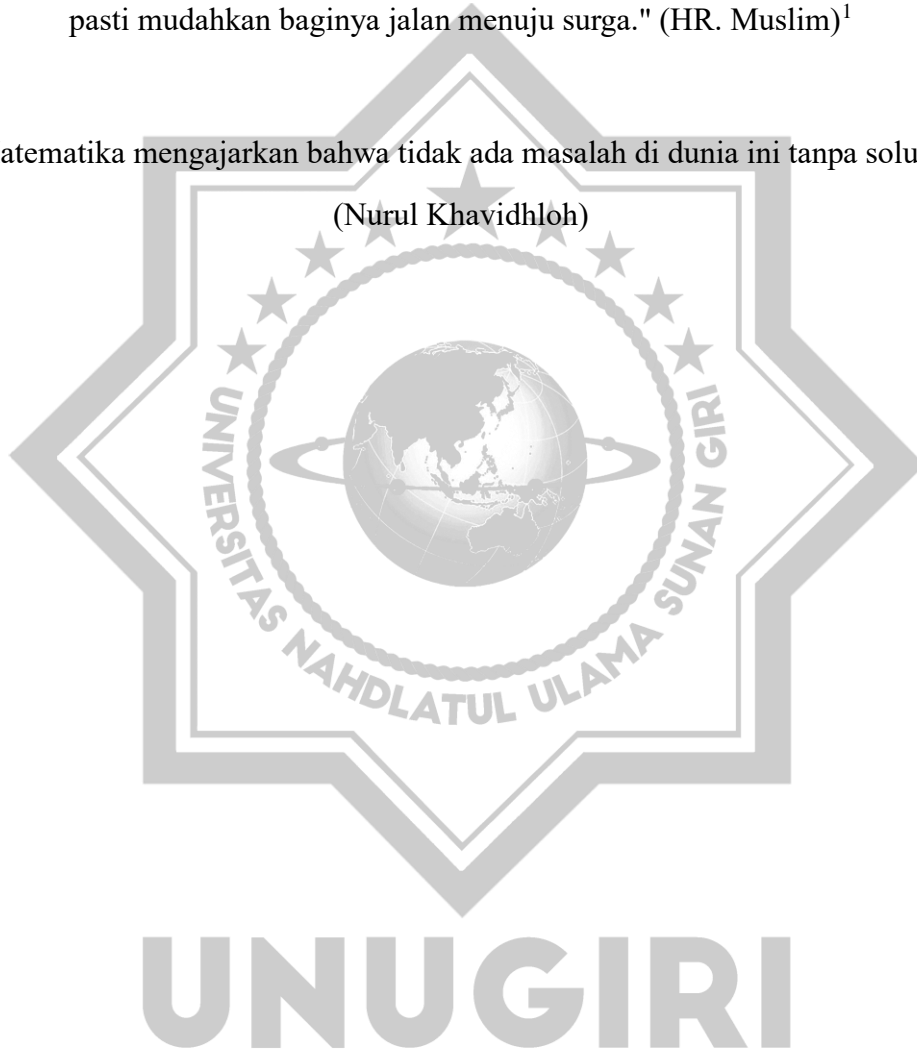 pasti mudahkan baginya jalan menuju surga." (HR. Muslim)1
atematika mengajarkan bahwa tidak ada masalah di dunia ini tanpa solu
(Nurul Khavidhloh)
UNIVERSITAS NAHDLATUL ULAMA SUNAN GIRI
UNUGIRI